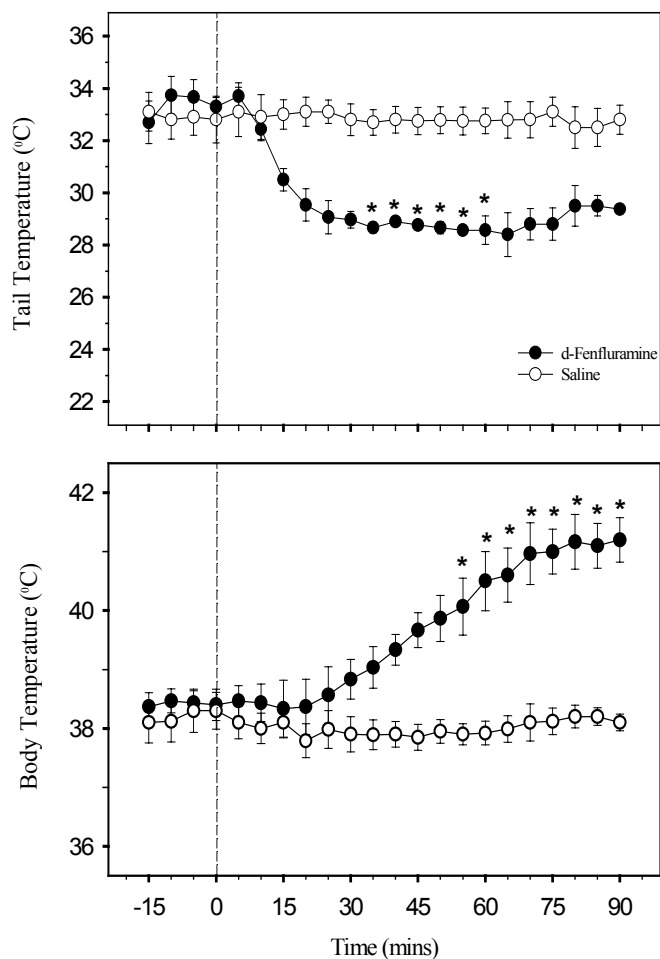 36
34
32
30
28
26
24
22
Tail Temperature (⁰C)
* * * * * *
d-Fenfluramine
Saline
42
40
38
36
Body Temperature (⁰C)
* * * * * * * *
-15 0 15 30 45 60 75 90
Time (mins)